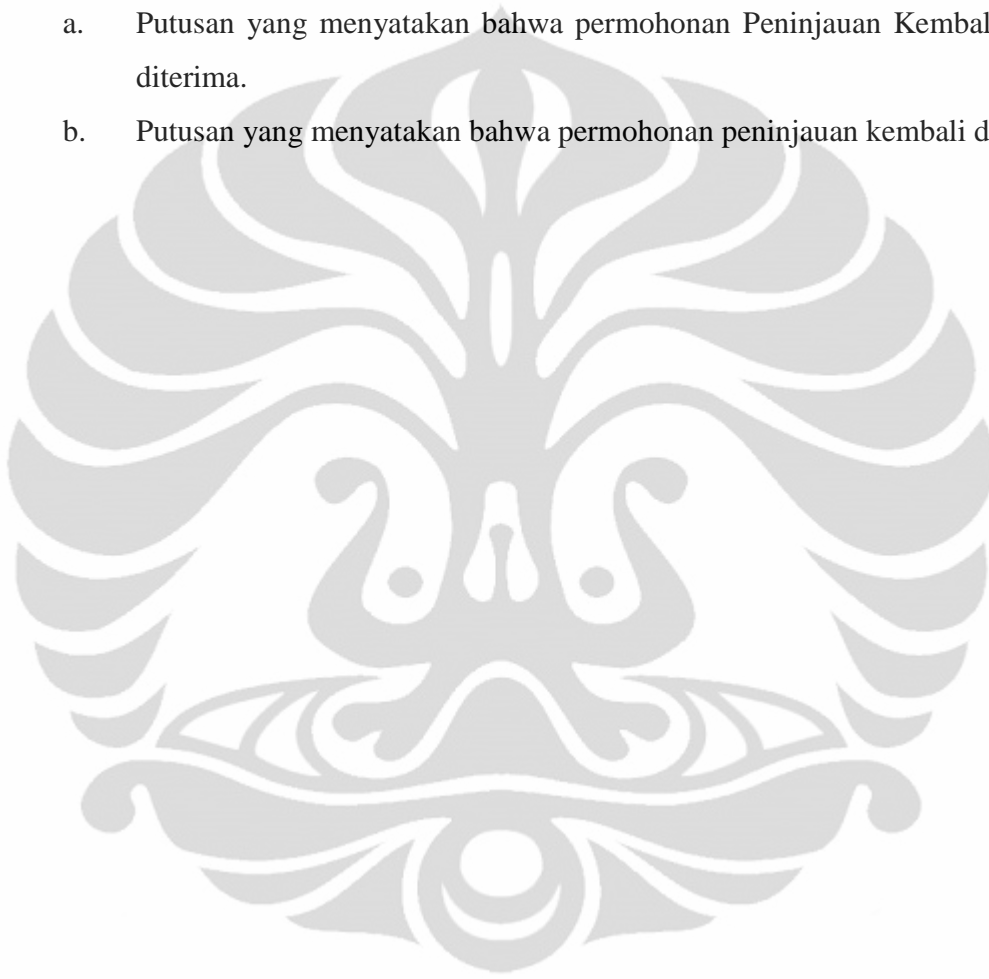 a. Putusan yang menyatakan bahwa permohonan Peninjauan Kembal
diterima.
b. Putusan yang menyatakan bahwa permohonan peninjauan kembali d